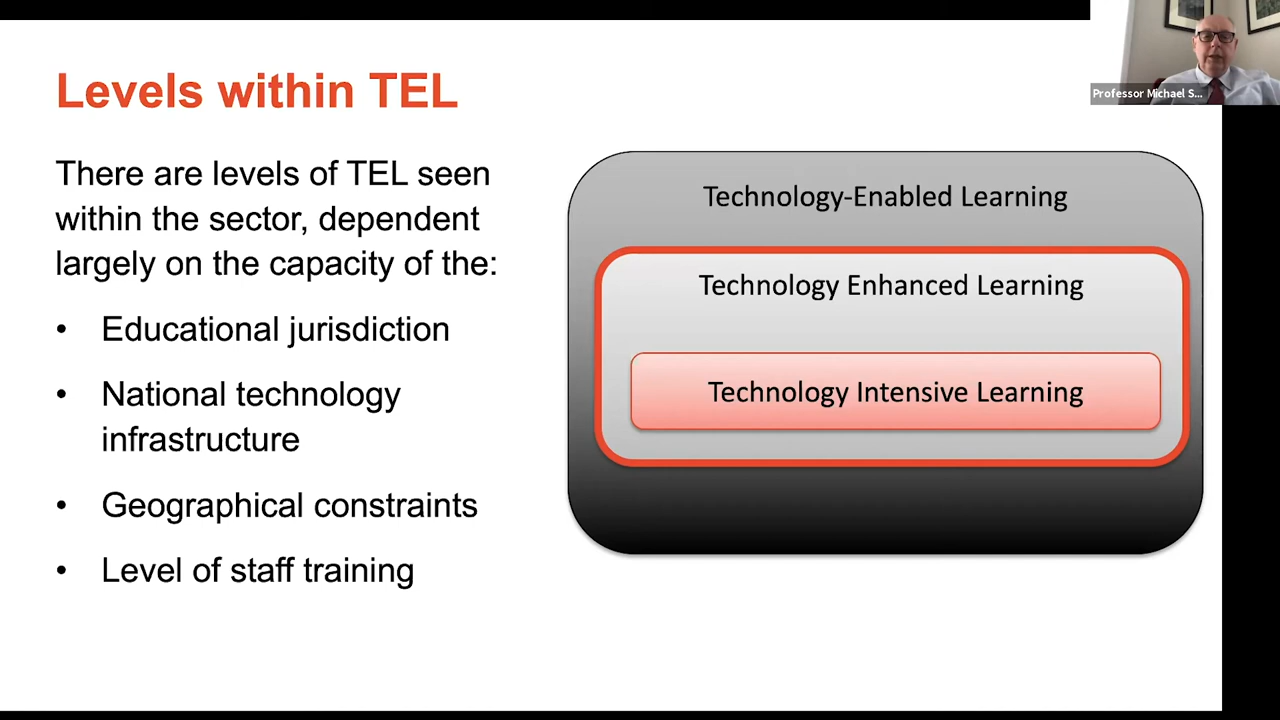 Levels within TEL
There are levels of TEL seen
within the sector, dependent
largely on the capacity of the:
• Educational jurisdiction
• National technology
infrastructure
• Geographical constraints
• Level of staff training
Technology-Enabled Learning
Technology Enhanced Learning
Technology Intensive Learning
Professor Michael S...